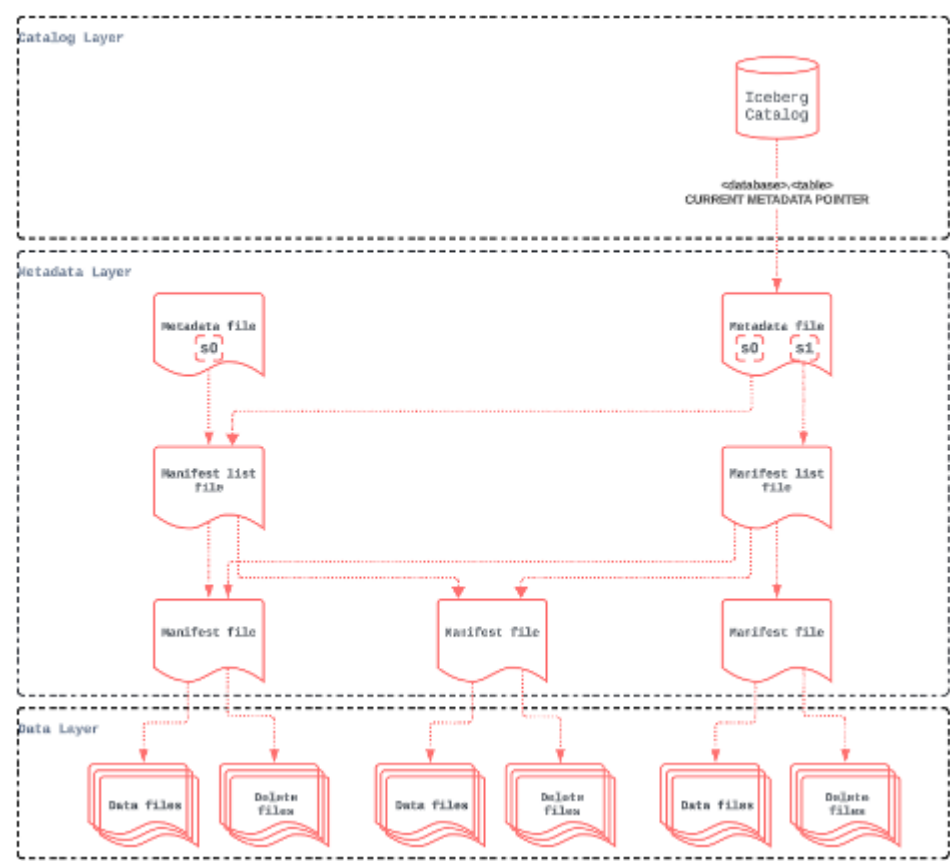 Catalog Layer
Iceberg
Catalog
<database>.<table>
CURRENT METADATA POINTER
Metadata Layer
Metadata file
s0
Metadata file
s0 s1
Manifest list
file
Manifest list
file
Manifest file
Manifest file
Manifest file
Data Layer
Data files
Delete
files
Data files
Delete
files
Data files
Delete
files